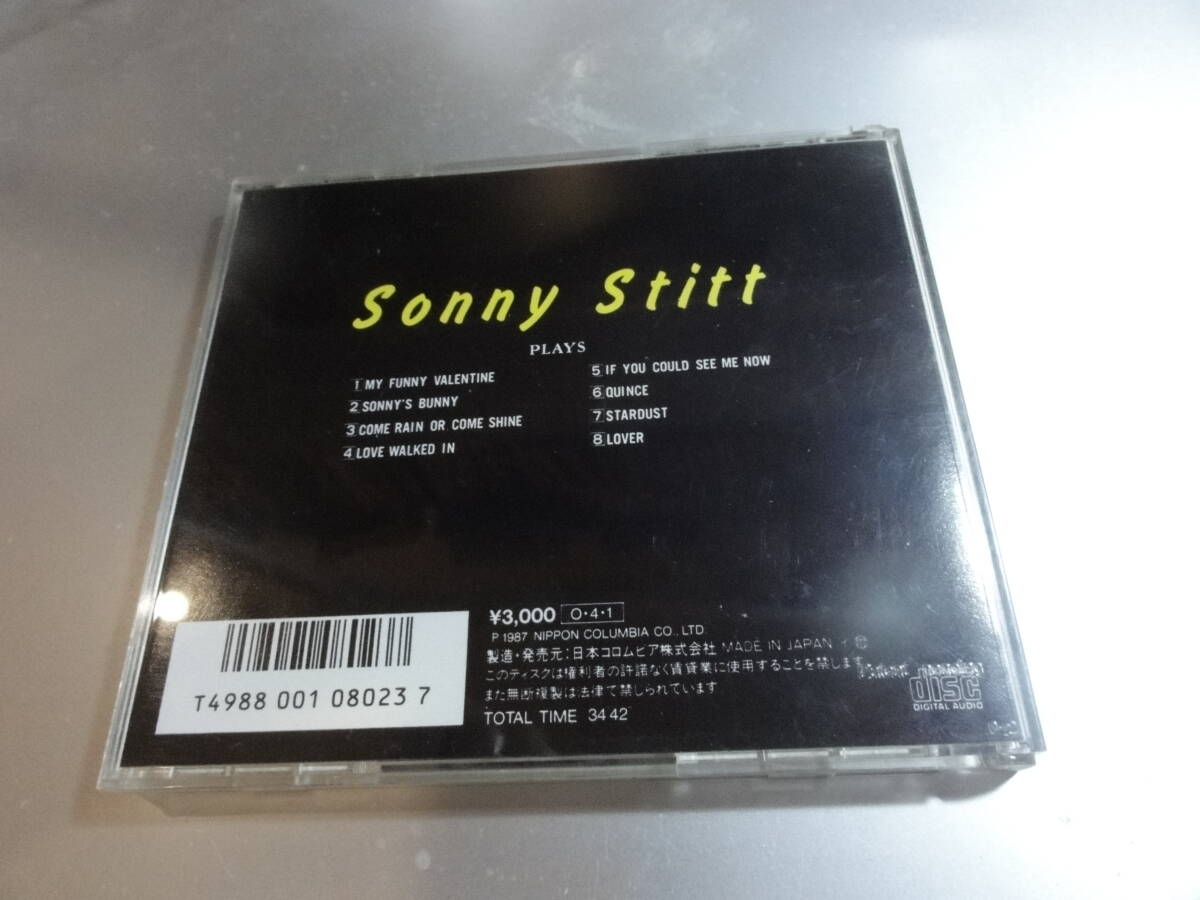 Sonny Stitt
PLAYS
1 MY FUNNY VALENTINE
2 SONNY'S BUNNY
3 COME RAIN OR COME SHINE
4 LOVE WALKED IN
5 IF YOU COULD SEE ME NOW
6 QUINCE
7 STARDUST
8 LOVER
¥3,000 O・4・1
P 1987 NIPPON COLUMBIA CO., LTD.
製造・発売元:日本コロムビア株式会社 MADE IN JAPAN イ
このディスクは権利者の許諾なく賃貸業に使用することを禁じます
また無断複製は法律で禁じられています
TOTAL TIME 34 42
T4988 001 08023 7
disc
DIGITAL AUDIO